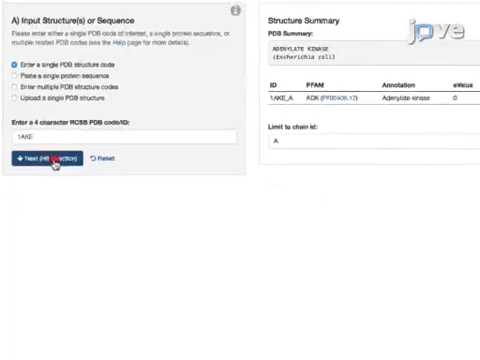 A) Input Structure(s) or Sequence
Please enter either a single PDB code of interest, a single protein sequence, or
multiple related PDB codes (see the Help page for more details).
Enter a single PDB structure code
Paste a single protein sequence
Enter multiple PDB structure codes
Upload a single PDB structure
Enter a 4 character RCSB PDB code/ID:
1AKE
Next (Hit Selection) Reset
Structure Summary
PDB Summary:
ADENYLATE KINASE
(Escherichia coli)
ID PFAM Annotation eValue
1AKE_A ADK Adenylate kinase 0
Limit to chain id:
A
jove